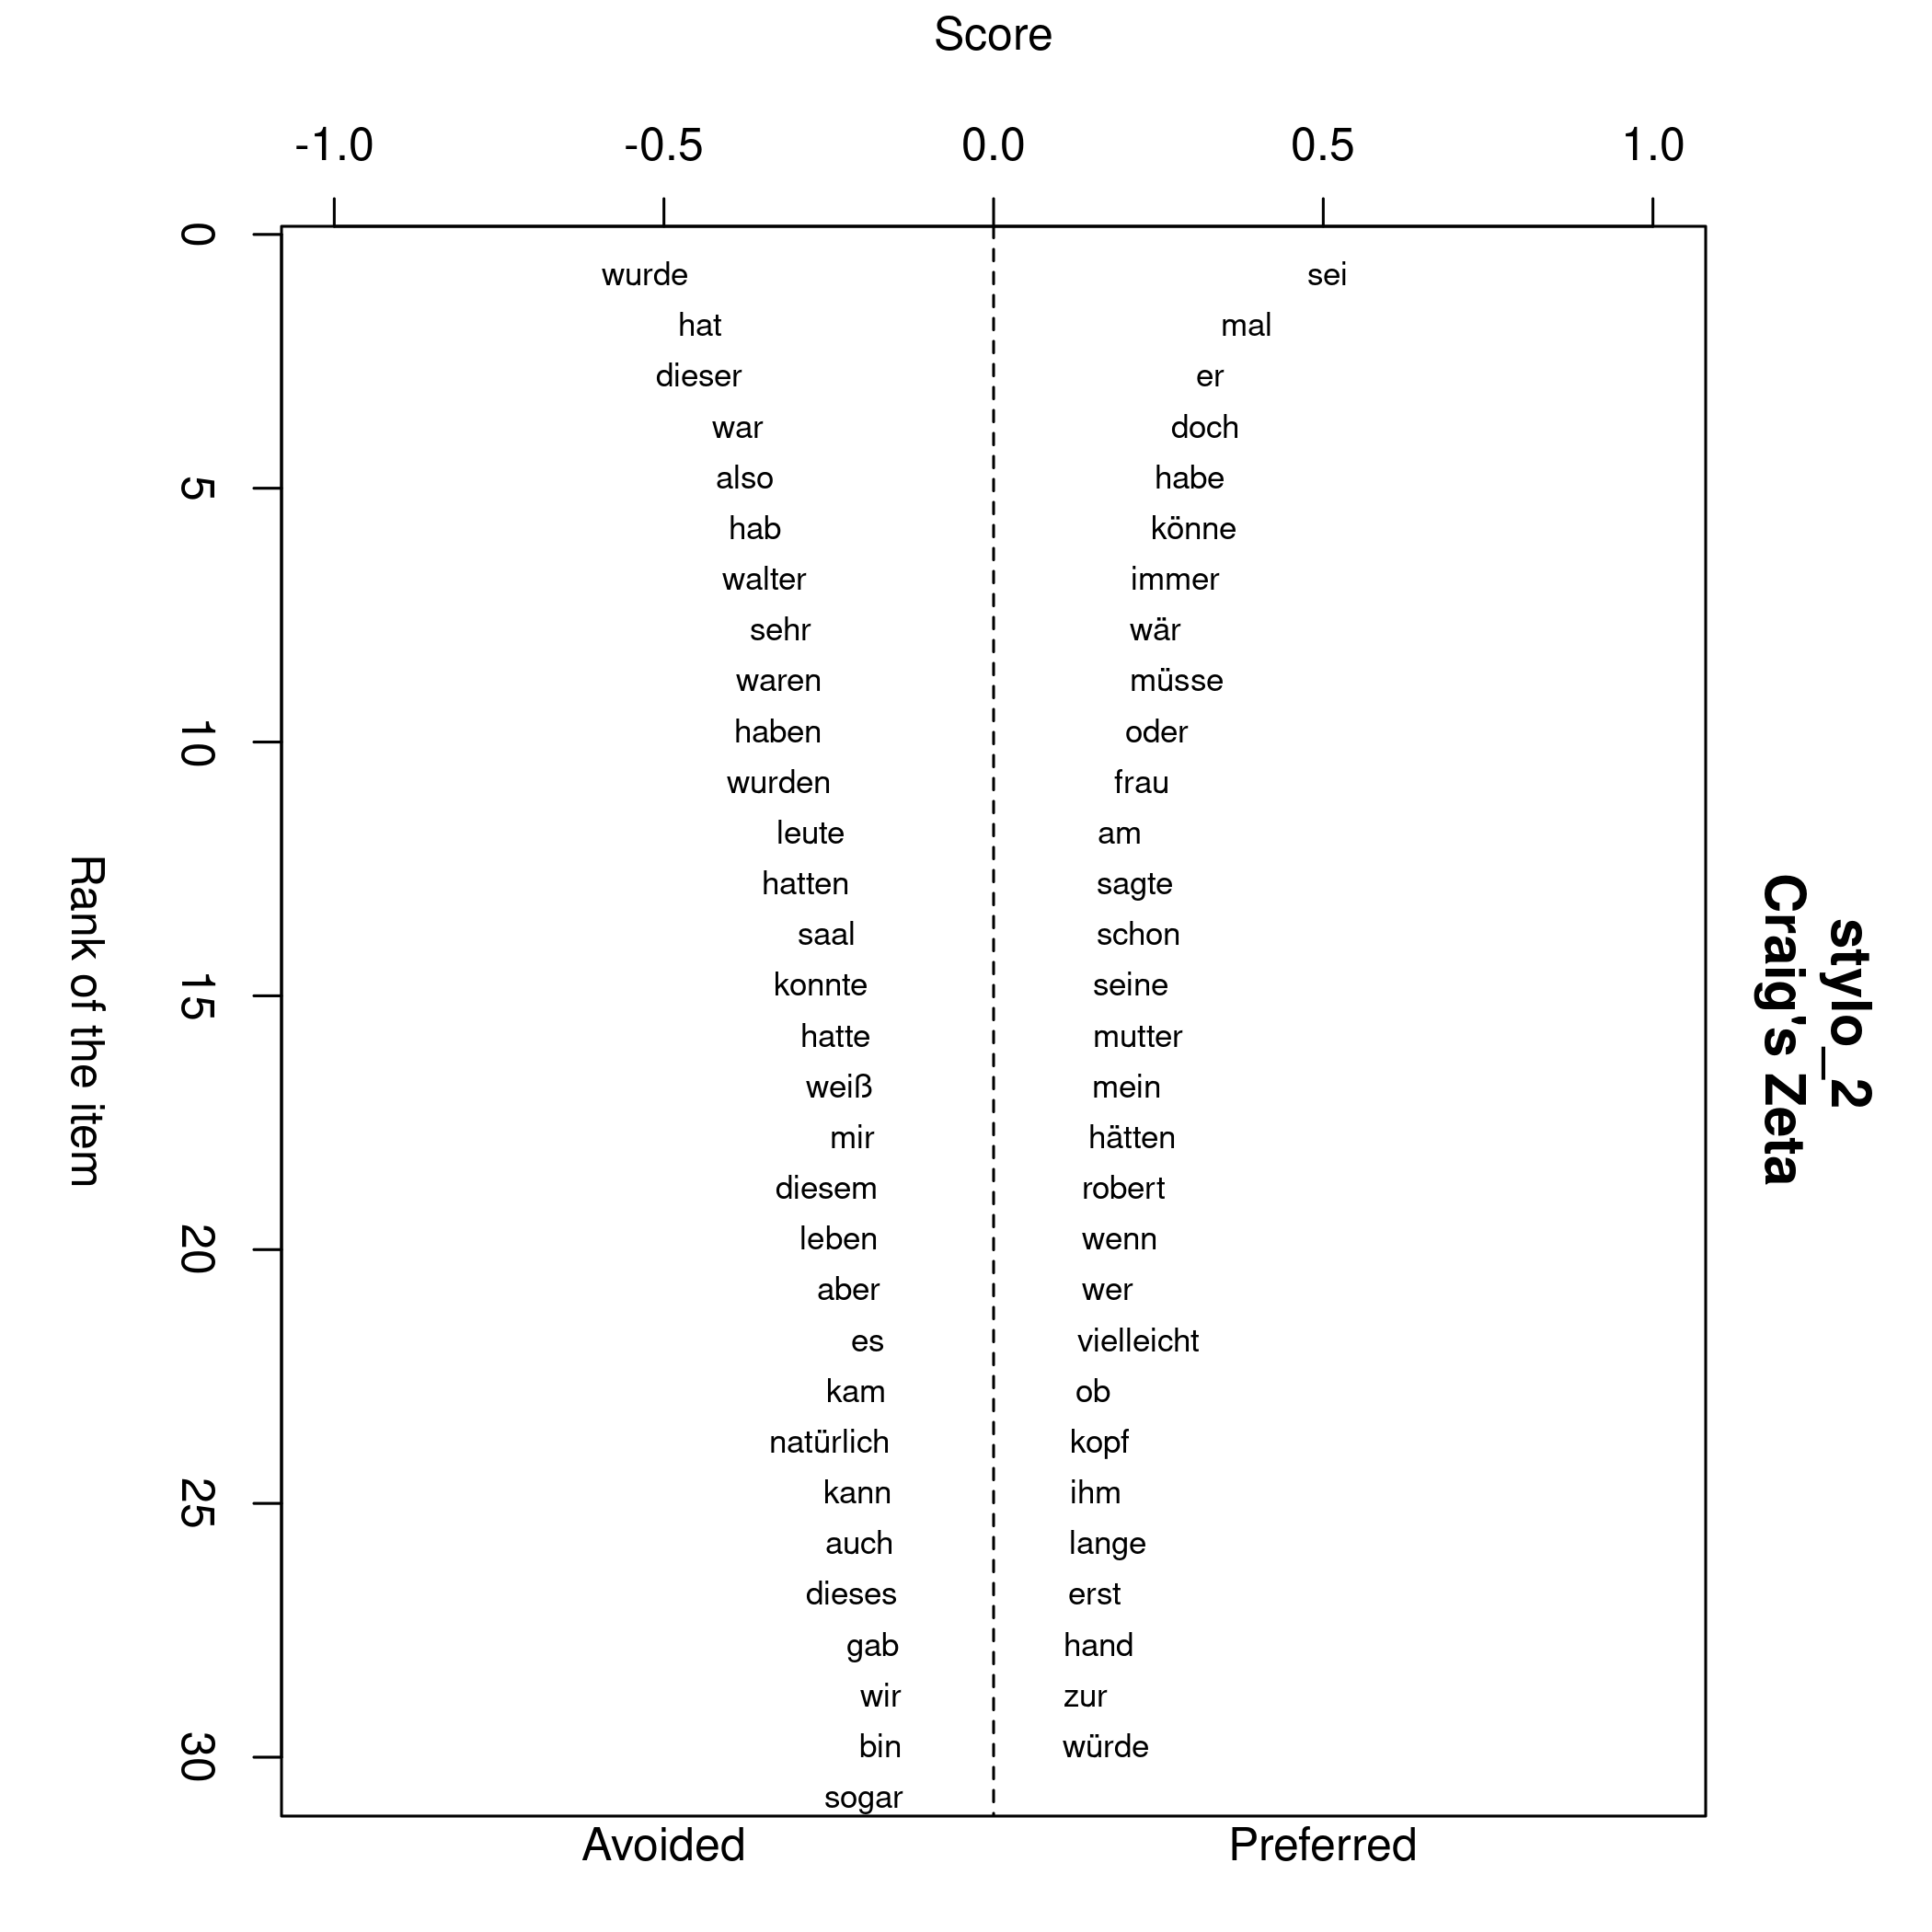 Score
-1.0 -0.5 0.0 0.5 1.0
0
wurde sei
hat mal
dieser er
war doch
5
also habe
hab könne
walter immer
sehr wär
waren müsse
10
haben oder
wurden frau
leute am
hatten sagte
saal schon
15
konnte seine
hatte mutter
weiß mein
mir hätten
diesem robert
20
leben wenn
aber wer
es vielleicht
kam ob
natürlich kopf
25
kann ihm
auch lange
dieses erst
gab hand
wir zur
30
bin würde
sogar
Avoided Preferred
Rank of the item
stylo_2
Craig's Zeta